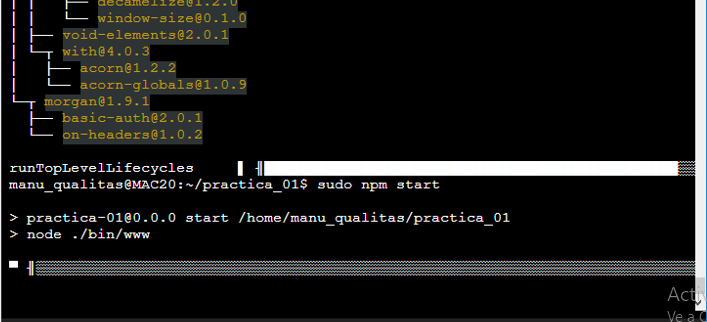 │ │ ├── decamelize@1.2.0
│ │ └── window-size@0.1.0
│ ├── void-elements@2.0.1
│ └─┬ with@4.0.3
│ ├── acorn@1.2.2
│ └── acorn-globals@1.0.9
└─┬ morgan@1.9.1
├── basic-auth@2.0.1
└── on-headers@1.0.2
runTopLevelLifecycles
manu_qualitas@MAC20:~/practica_01$ sudo npm start
> practica-01@0.0.0 start /home/manu_qualitas/practica_01
> node ./bin/www
Ve a